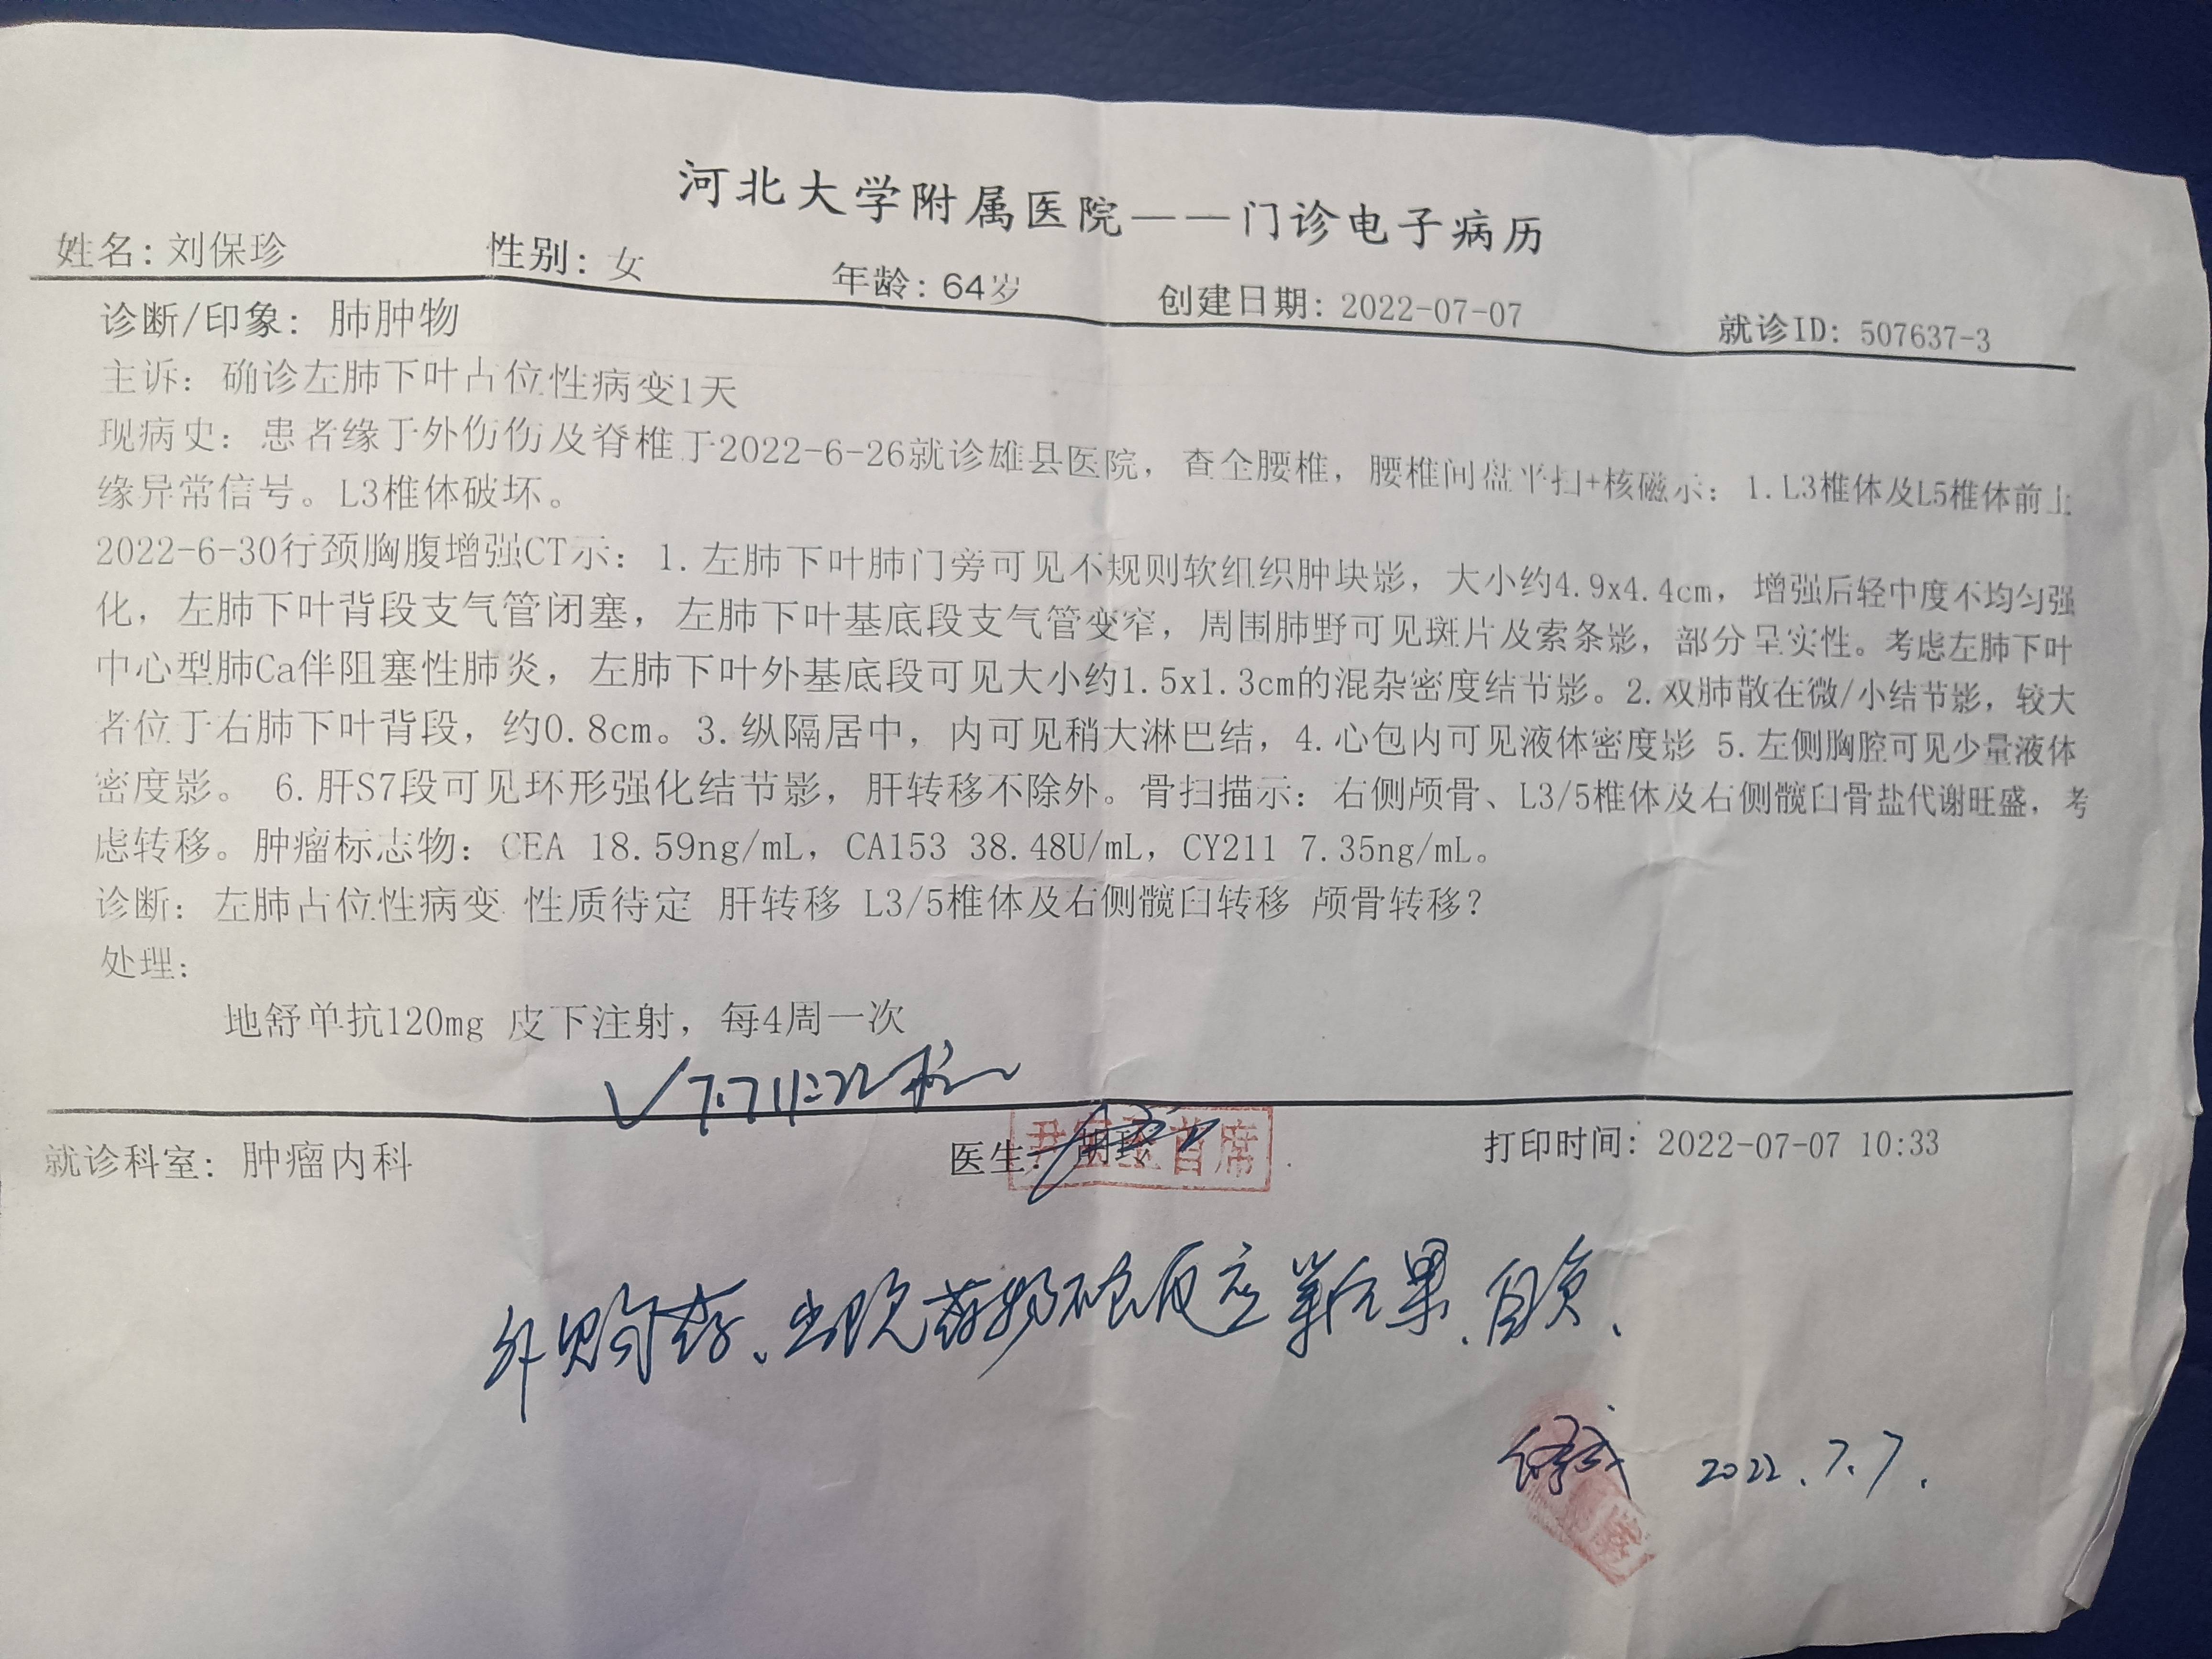 河北大学附属医院——门诊电子病历
姓名：刘保珍 性别：女 年龄：64岁 创建日期：2022-07-07 就诊ID：507637-3
诊断/印象：肺肿物
主诉：确诊左肺下叶占位性病变1天
现病史：患者缘于外伤伤及脊椎于2022-6-26就诊雄县医院，查全腰椎，腰椎间盘平扫+核磁示：1.L3椎体及L5椎体前上
缘异常信号。L3椎体破坏。
2022-6-30行颈胸腹增强CT示：1.左肺下叶肺门旁可见不规则软组织肿块影，大小约4.9x4.4cm，增强后轻中度不均匀强
化，左肺下叶背段支气管闭塞，左肺下叶基底段支气管变窄，周围肺野可见斑片及索条影，部分呈实性。考虑左肺下叶
中心型肺Ca伴阻塞性肺炎，左肺下叶外基底段可见大小约1.5x1.3cm的混杂密度结节影。2.双肺散在微/小结节影，较大
者位于右肺下叶背段，约0.8cm。3.纵隔居中，内可见稍大淋巴结，4.心包内可见液体密度影 5.左侧胸腔可见少量液体
密度影。 6.肝S7段可见环形强化结节影，肝转移不除外。骨扫描示：右侧颅骨、L3/5椎体及右侧髋臼骨盐代谢旺盛，考
虑转移。肿瘤标志物：CEA 18.59ng/mL，CA153 38.48U/mL，CY211 7.35ng/mL。
诊断：左肺占位性病变 性质待定 肝转移 L3/5椎体及右侧髋臼转移 颅骨转移？
处理：
地舒单抗120mg 皮下注射，每4周一次
√7.7 11:22
就诊科室：肿瘤内科 医生： 首席 打印时间：2022-07-07 10:33
外购药、出现药物不良反应等后果、自负、
2022.7.7.